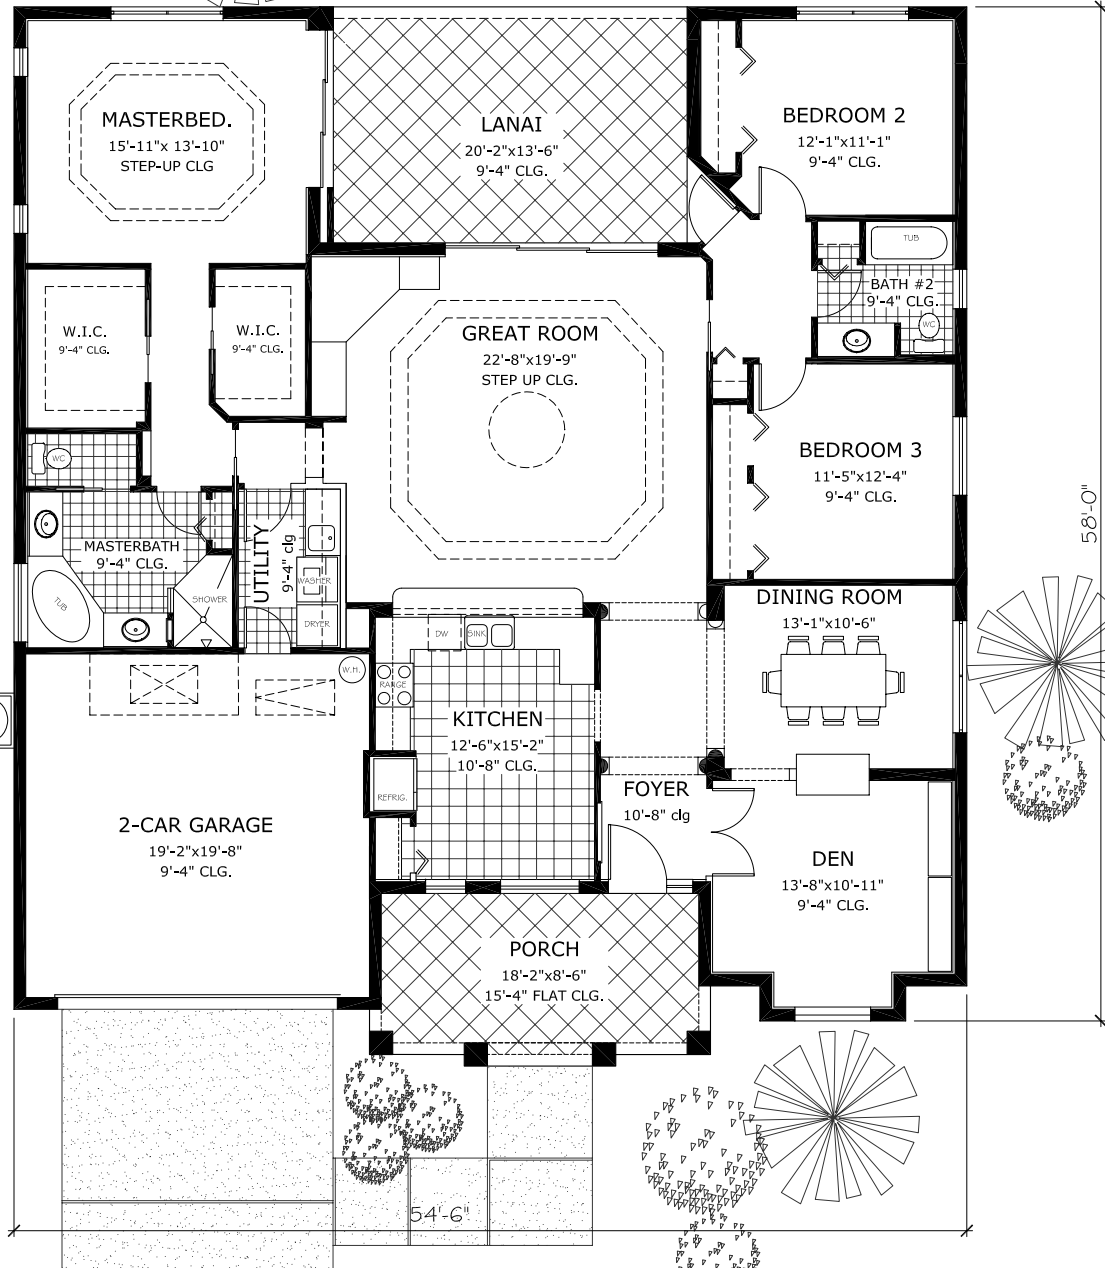 MASTERBED.
15'-11"x 13'-10"
STEP-UP CLG
LANAI
20'-2"x13'-6"
9'-4" CLG.
BEDROOM 2
12'-1"x11'-1"
9'-4" CLG.
TUB
BATH #2
9'-4" CLG.
WC
W.I.C.
9'-4" CLG.
W.I.C.
9'-4" CLG.
GREAT ROOM
22'-8"x19'-9"
STEP UP CLG.
BEDROOM 3
11'-5"x12'-4"
9'-4" CLG.
58'-0"
WC
MASTERBATH
9'-4" CLG.
TUB
SHOWER
UTILITY
9'-4" clg
WASHER
DRYER
DINING ROOM
13'-1"x10'-6"
DW
SINK
RANGE
W.H.
KITCHEN
12'-6"x15'-2"
10'-8" CLG.
REFRIG.
FOYER
10'-8" clg
2-CAR GARAGE
19'-2"x19'-8"
9'-4" CLG.
DEN
13'-8"x10'-11"
9'-4" CLG.
PORCH
18'-2"x8'-6"
15'-4" FLAT CLG.
54'-6"